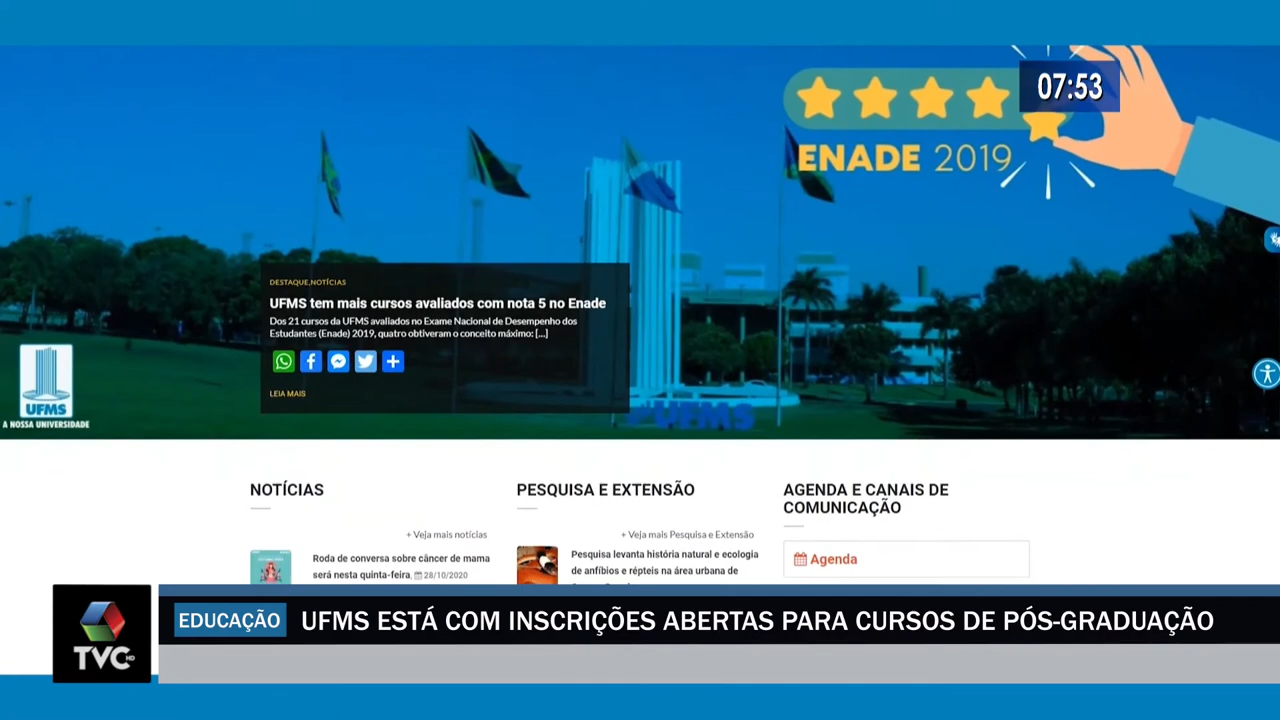 07:53
ENADE 2019
DESTAQUE,NOTÍCIAS
UFMS tem mais cursos avaliados com nota 5 no Enade
Dos 21 cursos da UFMS avaliados no Exame Nacional de Desempenho dos
Estudantes (Enade) 2019, quatro obtiveram o conceito máximo: [...]
LEIA MAIS
UFMS
A NOSSA UNIVERSIDADE
UFMS
NOTÍCIAS
+ Veja mais notícias
Roda de conversa sobre câncer de mama
será nesta quinta-feira, 28/10/2020
PESQUISA E EXTENSÃO
+ Veja mais Pesquisa e Extensão
Pesquisa levanta história natural e ecologia
de anfíbios e répteis na área urbana de
AGENDA E CANAIS DE
COMUNICAÇÃO
Agenda
EDUCAÇÃO UFMS ESTÁ COM INSCRIÇÕES ABERTAS PARA CURSOS DE PÓS-GRADUAÇÃO
TVC HD